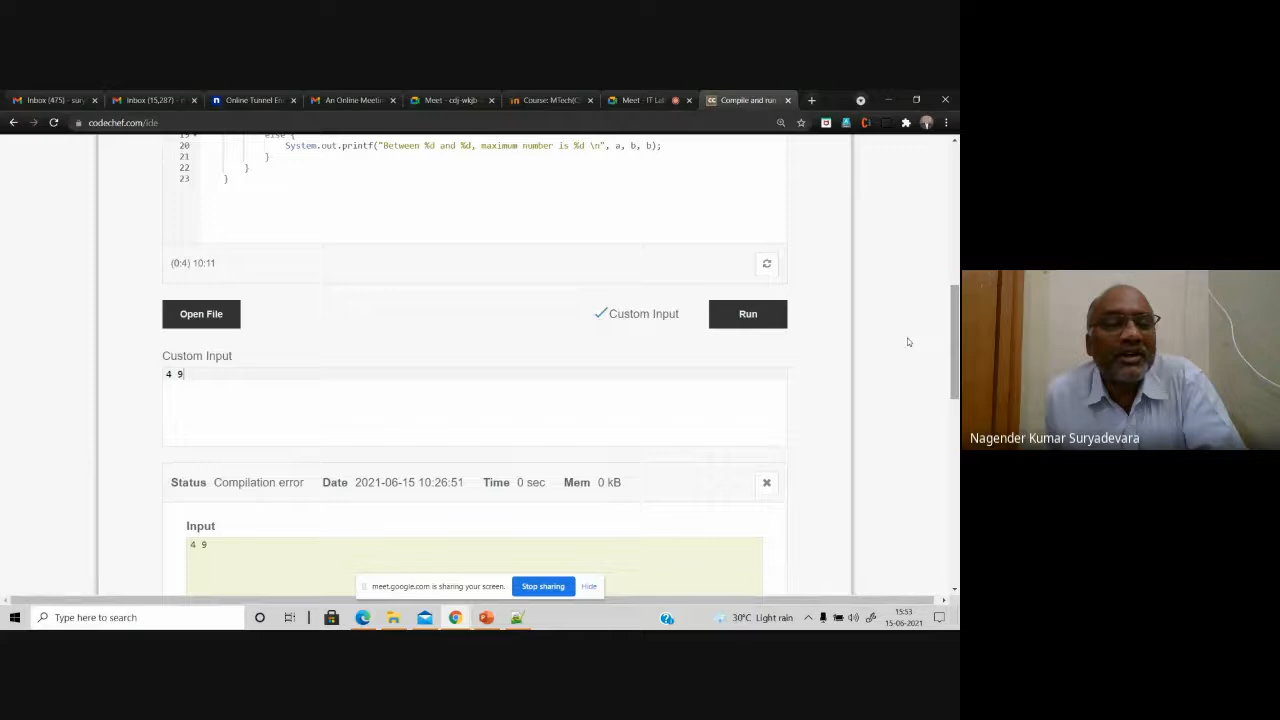 Inbox (475) - sur
Inbox (15,287) -
Online Tunnel En
An Online Meetin
Meet - cdj-wkjb-
Course: MTech(C
Meet - IT La
Compile and run
codechef.com/ide
19 else {
20 System.out.printf("Between %d and %d, maximum number is %d \n", a, b, b);
21 }
22 }
23 }
(0:4) 10:11
Open File
Custom Input
Run
Custom Input
4 9
Status Compilation error Date 2021-06-15 10:26:51 Time 0 sec Mem 0 kB
Input
4 9
meet.google.com is sharing your screen.
Stop sharing
Hide
Type here to search
30°C Light rain
15:53
15-06-2021
Nagender Kumar Suryadevara